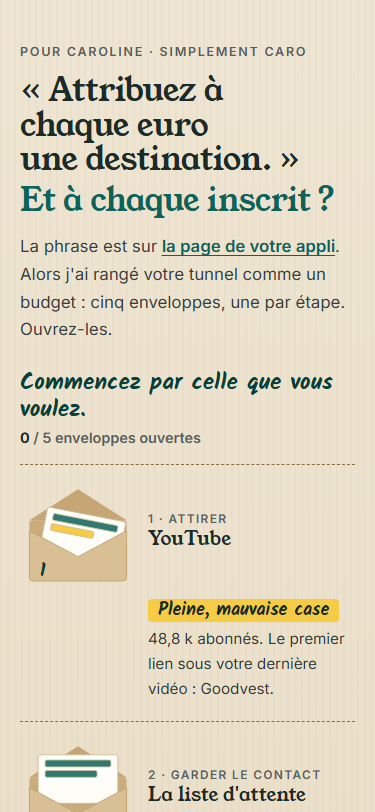 POUR CAROLINE · SIMPLEMENT CARO
« Attribuez à
chaque euro
une destination. »
Et à chaque inscrit ?
La phrase est sur la page de votre appli.
Alors j'ai rangé votre tunnel comme un
budget : cinq enveloppes, une par étape.
Ouvrez-les.
Commencez par celle que vous
voulez.
0 / 5 enveloppes ouvertes
1
1 · ATTIRER
YouTube
Pleine, mauvaise case
48,8 k abonnés. Le premier
lien sous votre dernière
vidéo : Goodvest.
2 · GARDER LE CONTACT
La liste d'attente